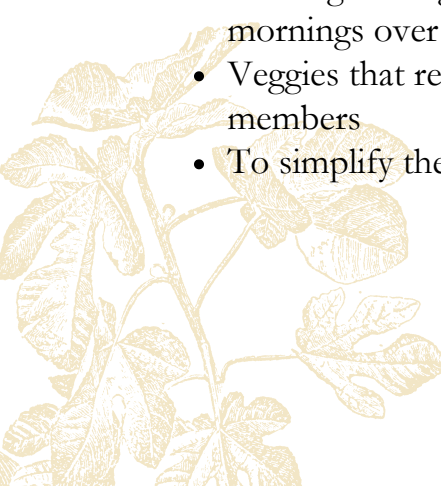 mornings over
• Veggies that re
members
• To simplify the